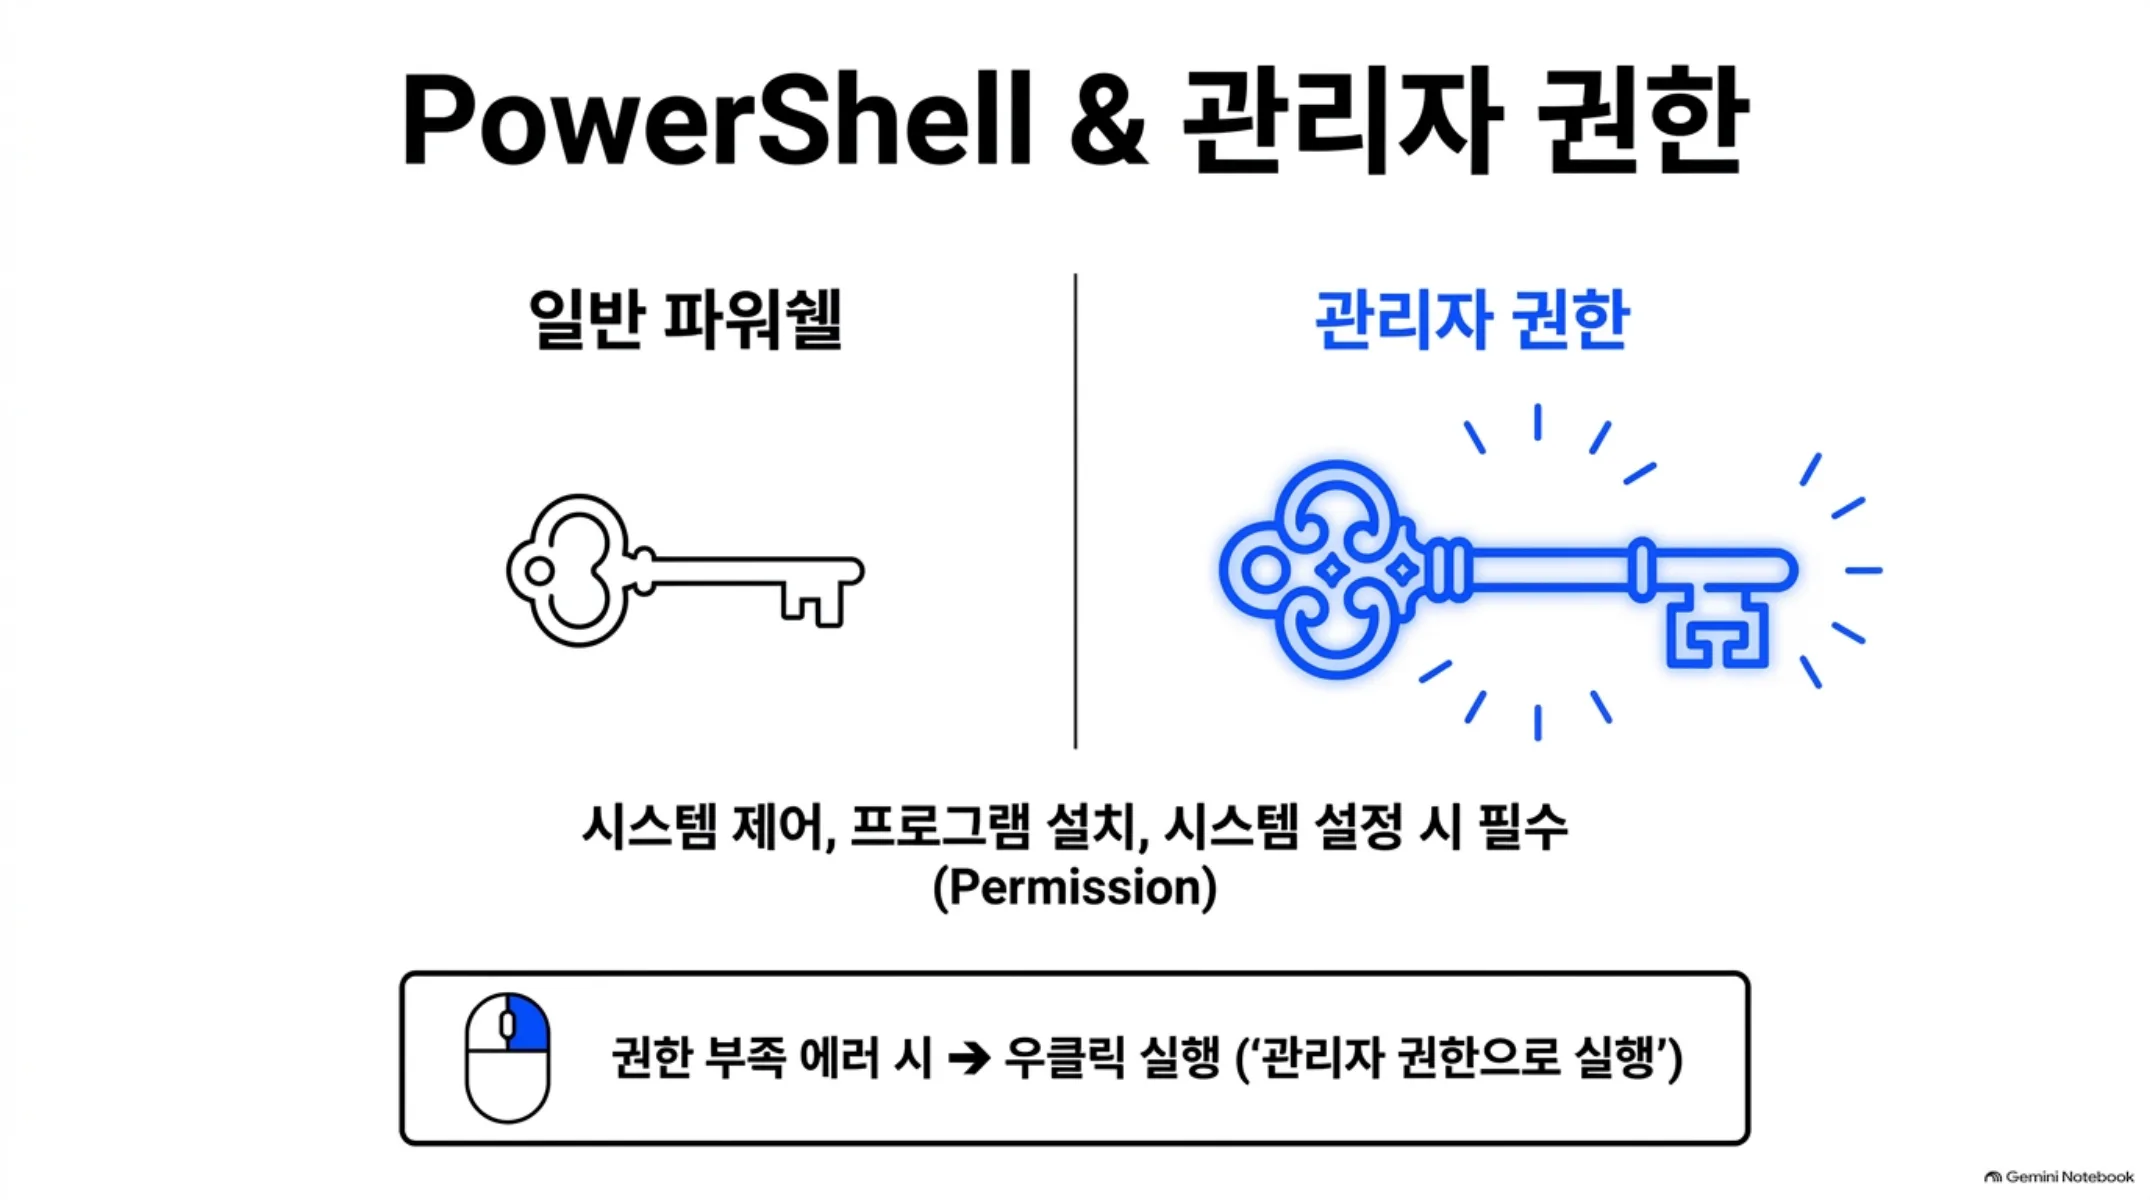 PowerShell & 관리자 권한
일반 파워쉘
관리자 권한
시스템 제어, 프로그램 설치, 시스템 설정 시 필수
(Permission)
권한 부족 에러 시 ➔ 우클릭 실행 (‘관리자 권한으로 실행’)
Gemini Notebook